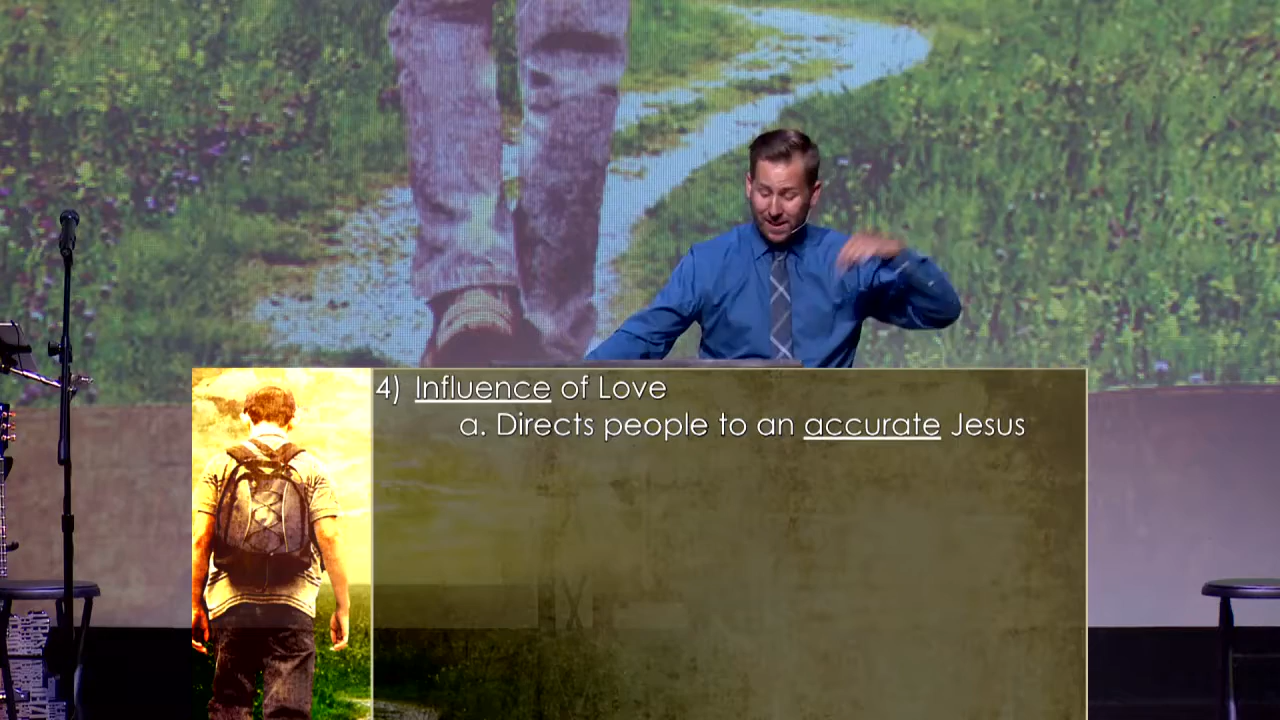 4) Influence of Love
a. Directs people to an accurate Jesus